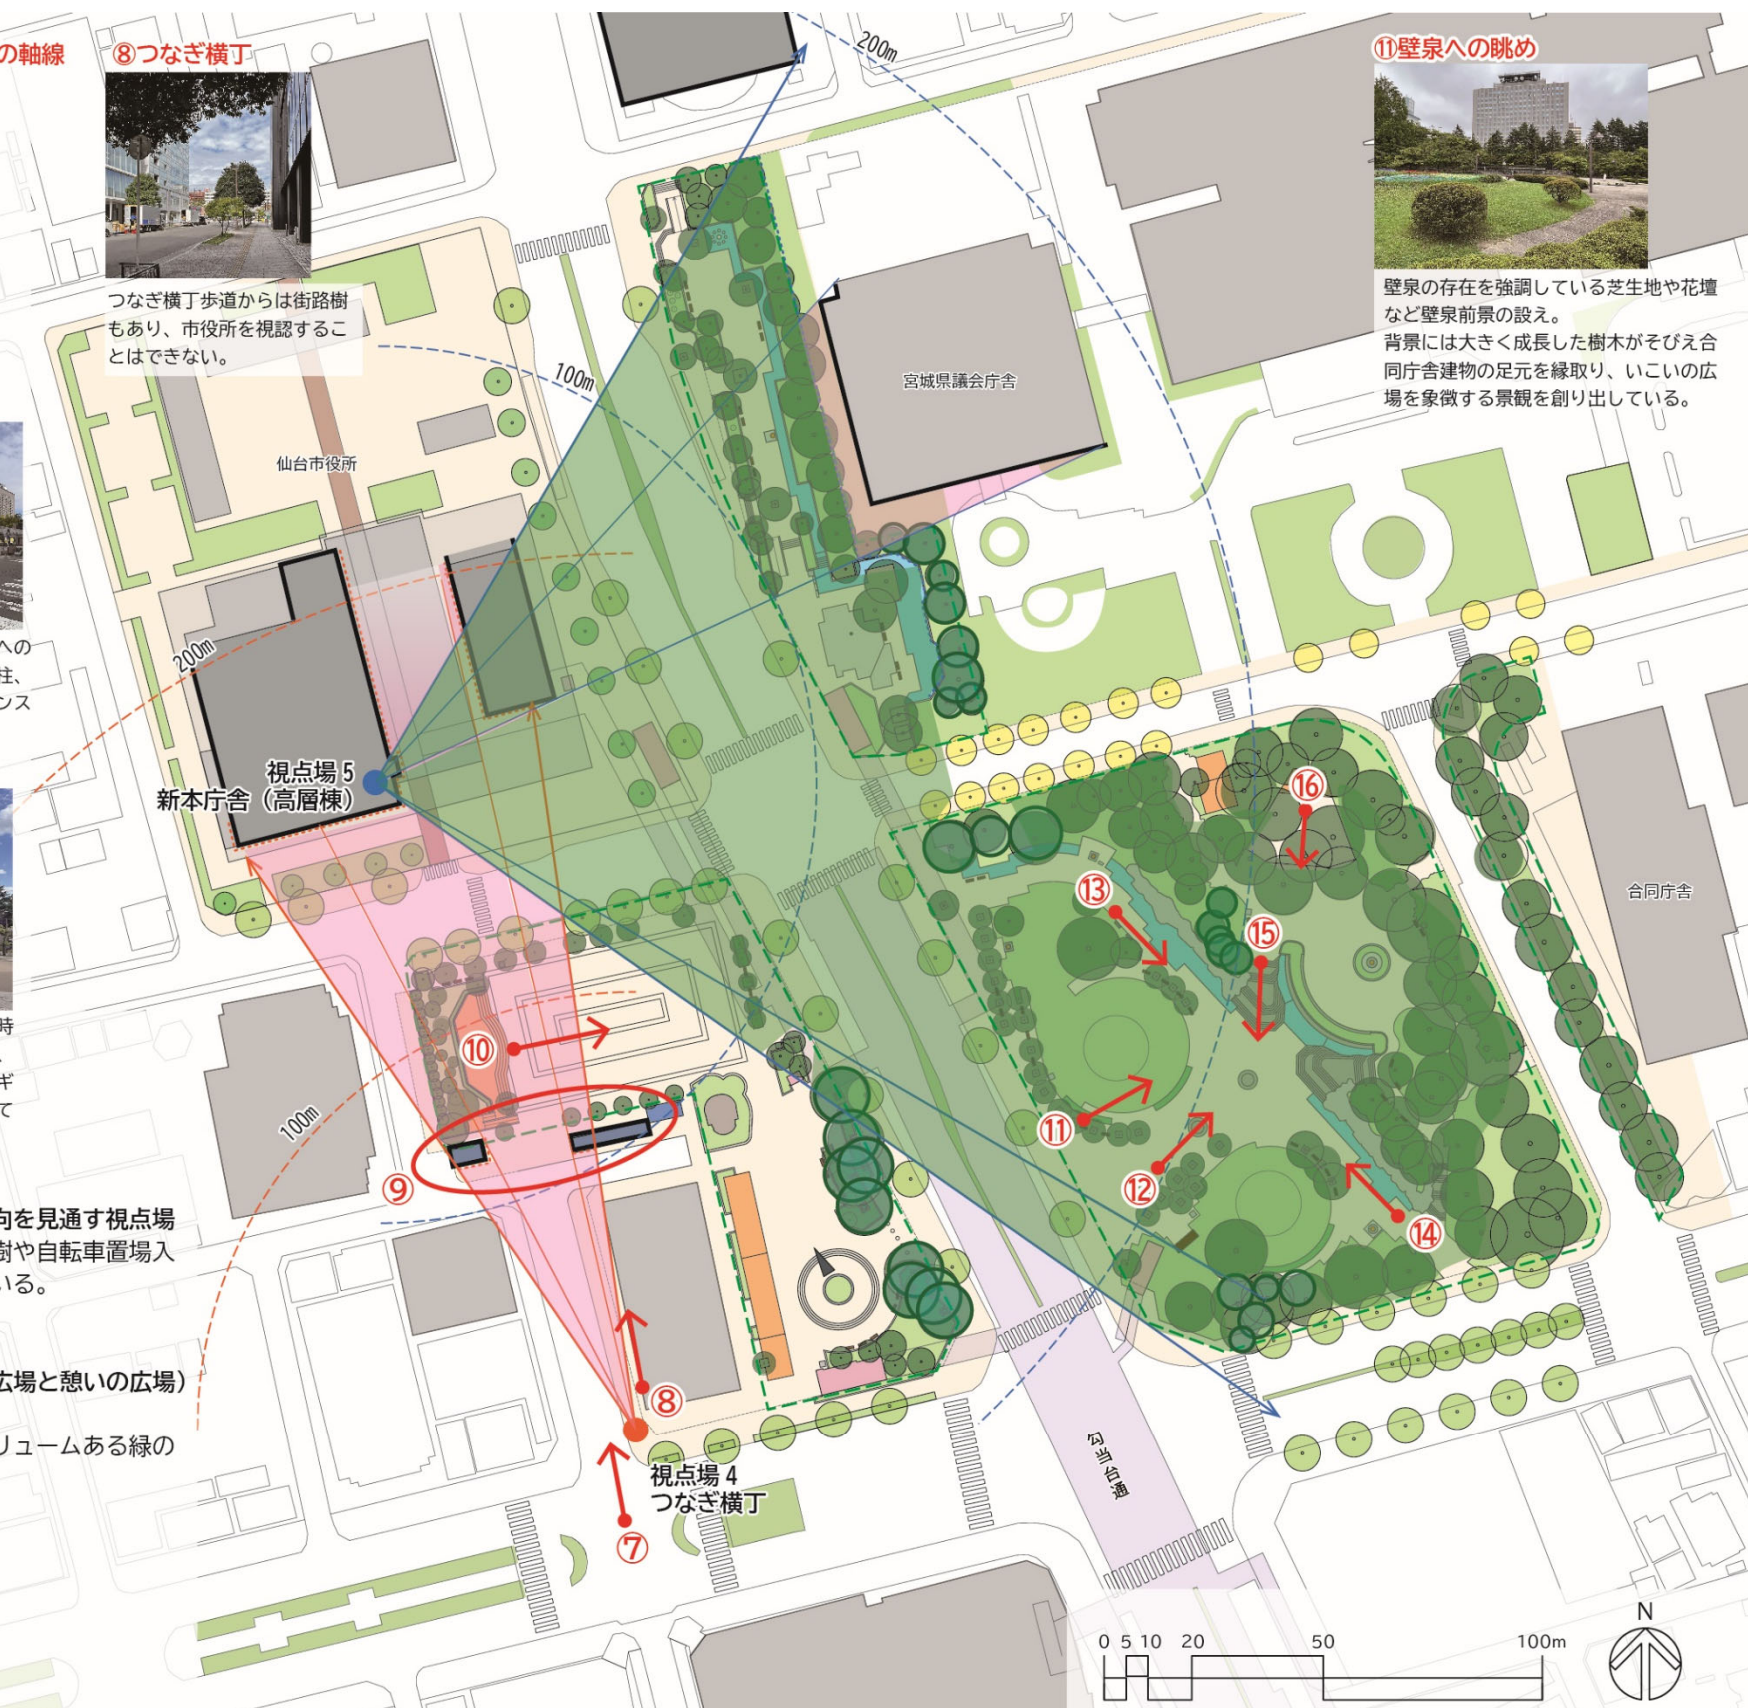 の軸線
⑧つなぎ横丁
つなぎ横丁歩道からは街路樹
もあり、市役所を視認するこ
とはできない。
200m
⑪壁泉への眺め
壁泉の存在を強調している芝生地や花壇
など壁泉前景の設え。
背景には大きく成長した樹木がそびえ合
同庁舎建物の足元を縁取り、いこいの広
場を象徴する景観を創り出している。
100m
宮城県議会庁舎
仙台市役所
への
柱、
ンス
200m
視点場 5
新本庁舎（高層棟）
合同庁舎
⑯
⑬
⑮
⑩
時
ギ
て
100m
⑪
⑫
⑨
⑭
向を見通す視点場
樹や自転車置場入
いる。
広場と憩いの広場）
リュームある緑の
⑧
視点場 4
つなぎ横丁
⑦
勾当台通
N
0 5 10 20 50 100m